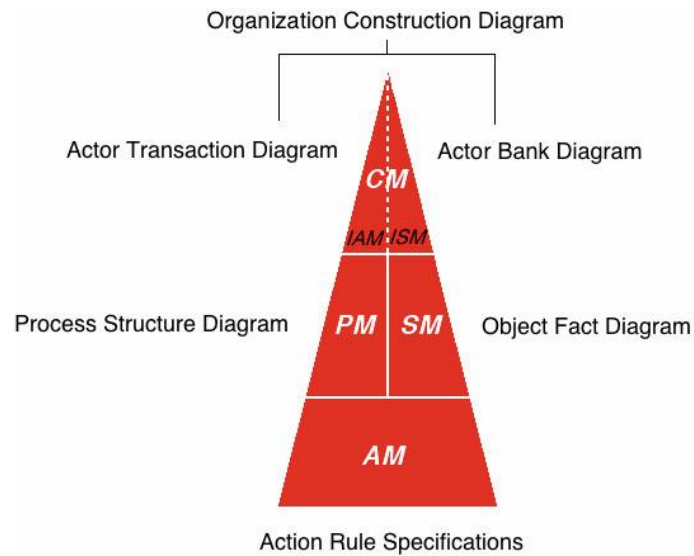 Organization Construction Diagram
Actor Transaction Diagram
Actor Bank Diagram
CM
IAM
ISM
Process Structure Diagram
PM
SM
Object Fact Diagram
AM
Action Rule Specifications